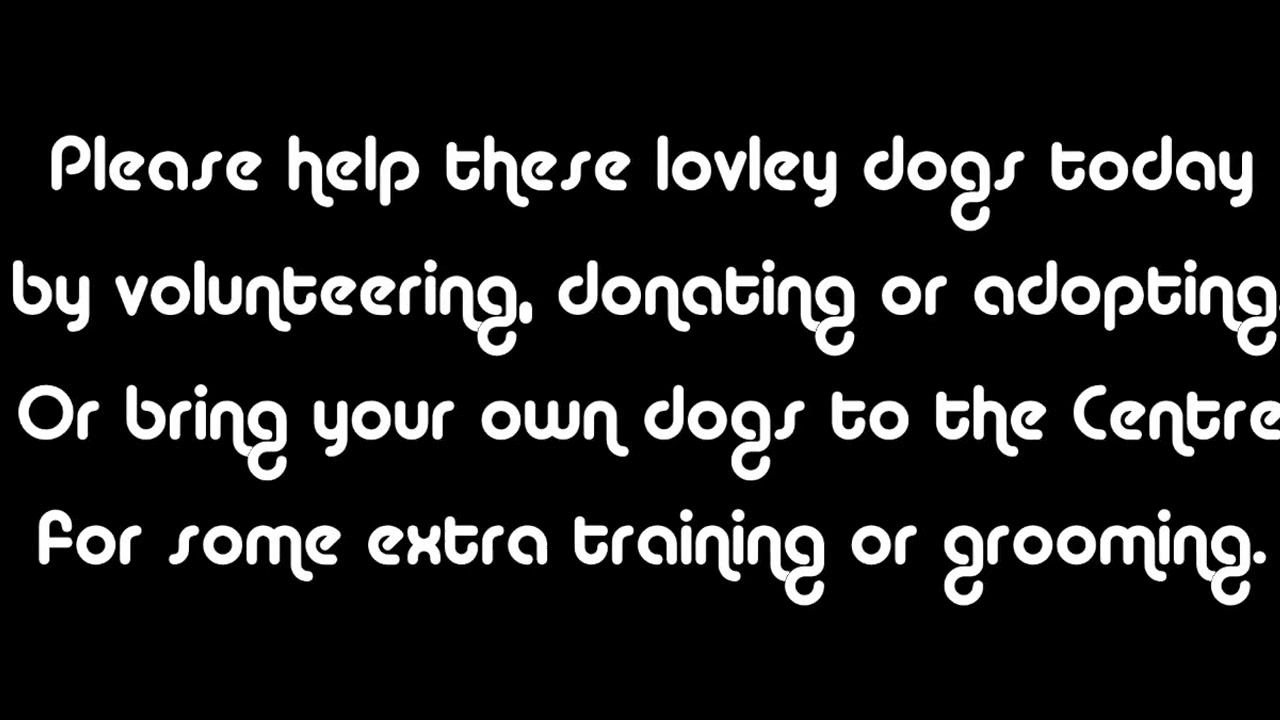 Please help these lovley dogs today
by volunteering, donating or adopting.
Or bring your own dogs to the Centre
For some extra training or grooming.